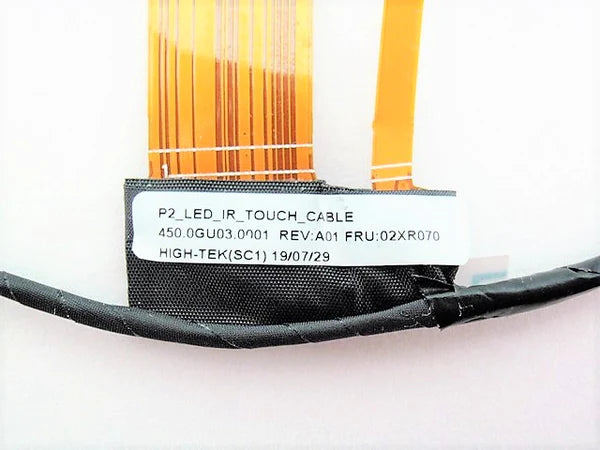 P2_LED_IR_TOUCH_CABLE
450.0GU03.0001 REV:A01 FRU:02XR070
HIGH-TEK(SC1) 19/07/29